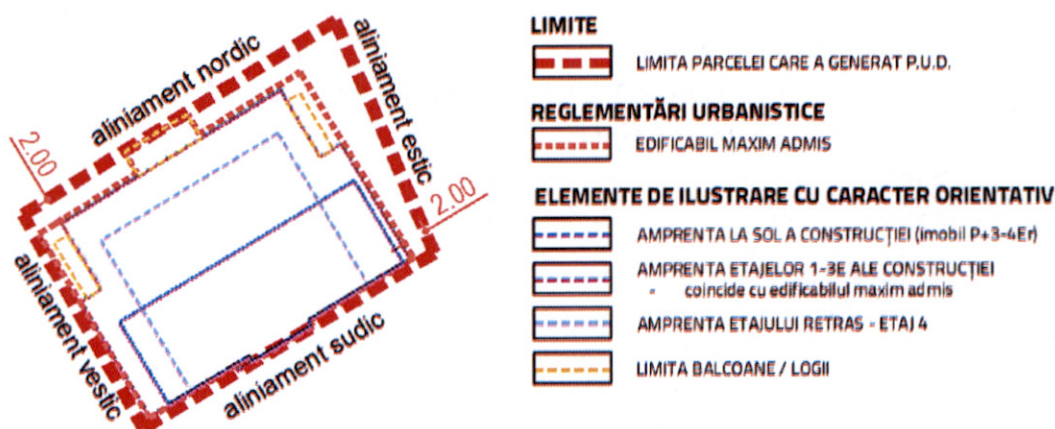 aliniament nordic
aliniament estic
2.00
2.00
aliniament vestic
aliniament sudic
LIMITE
LIMITA PARCELEI CARE A GENERAT P.U.D.
REGLEMENTĂRI URBANISTICE
EDIFICABIL MAXIM ADMIS
ELEMENTE DE ILUSTRARE CU CARACTER ORIENTATIV
AMPRENTA LA SOL A CONSTRUCȚIEI (imobil P+3-4Er)
AMPRENTA ETAJELOR 1-3E ALE CONSTRUCȚIEI
- coincide cu edificabilul maxim admis
AMPRENTA ETAJULUI RETRAS - ETAJ 4
LIMITA BALCOANE / LOGII